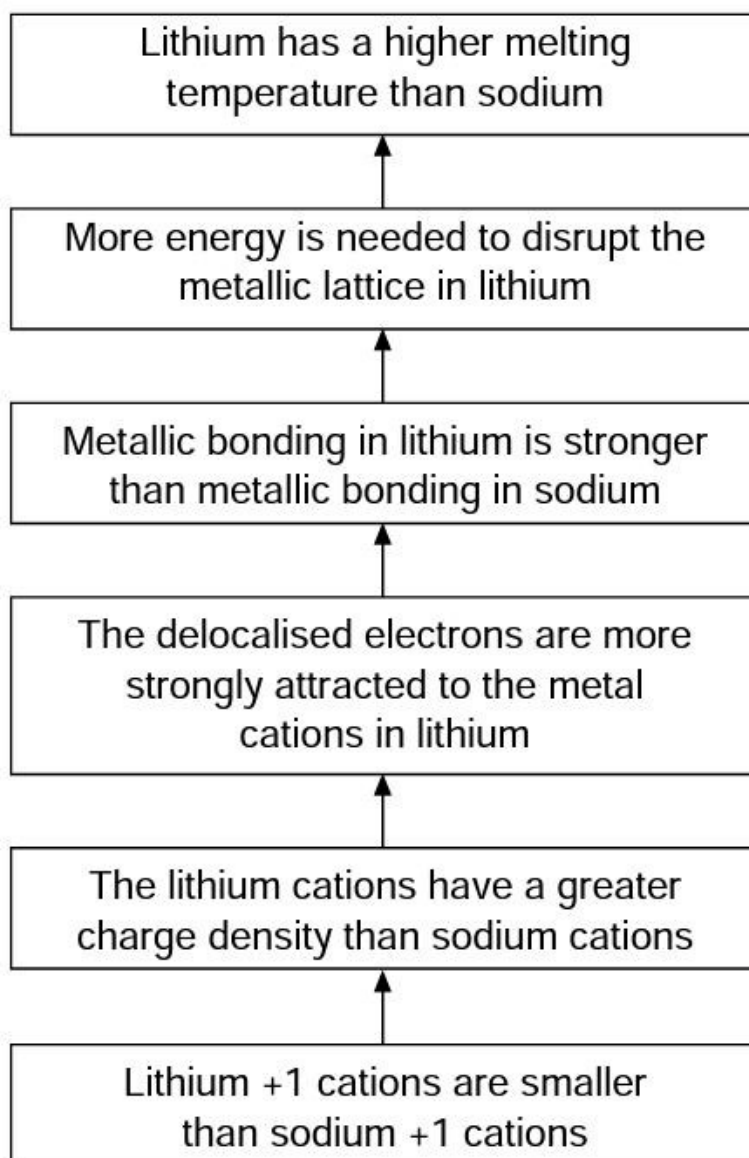 Lithium has a higher melting
temperature than sodium
More energy is needed to disrupt the
metallic lattice in lithium
Metallic bonding in lithium is stronger
than metallic bonding in sodium
The delocalised electrons are more
strongly attracted to the metal
cations in lithium
The lithium cations have a greater
charge density than sodium cations
Lithium +1 cations are smaller
than sodium +1 cations